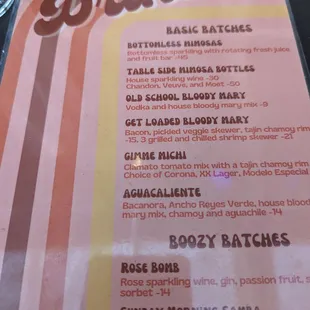 BASIC BATCHES
BOTTOMLESS MIMOSAS
Bottomless sparkling with rotating fresh juice
and fruit bar -45
TABLE SIDE MIMOSA BOTTLES
House sparkling wine -30
Chandon, Veuve, and Moet -50
OLD SCHOOL BLOODY MARY
Vodka and house bloody mary mix -9
GET LOADED BLOODY MARY
Bacon, pickled veggie skewer, tajin chamoy rim
-15, 3 grilled and chilled shrimp skewer -21
GIMME MICHI
Clamato tomato mix with a tajin chamoy rim
Choice of Corona, XX Lager, Modelo Especial
AGUACALIENTE
Bacanora, Ancho Reyes Verde, house blood
mary mix, chamoy and aguachile -14
BOOZY BATCHES
ROSE BOMB
Rose sparkling wine, gin, passion fruit,
sorbet -14